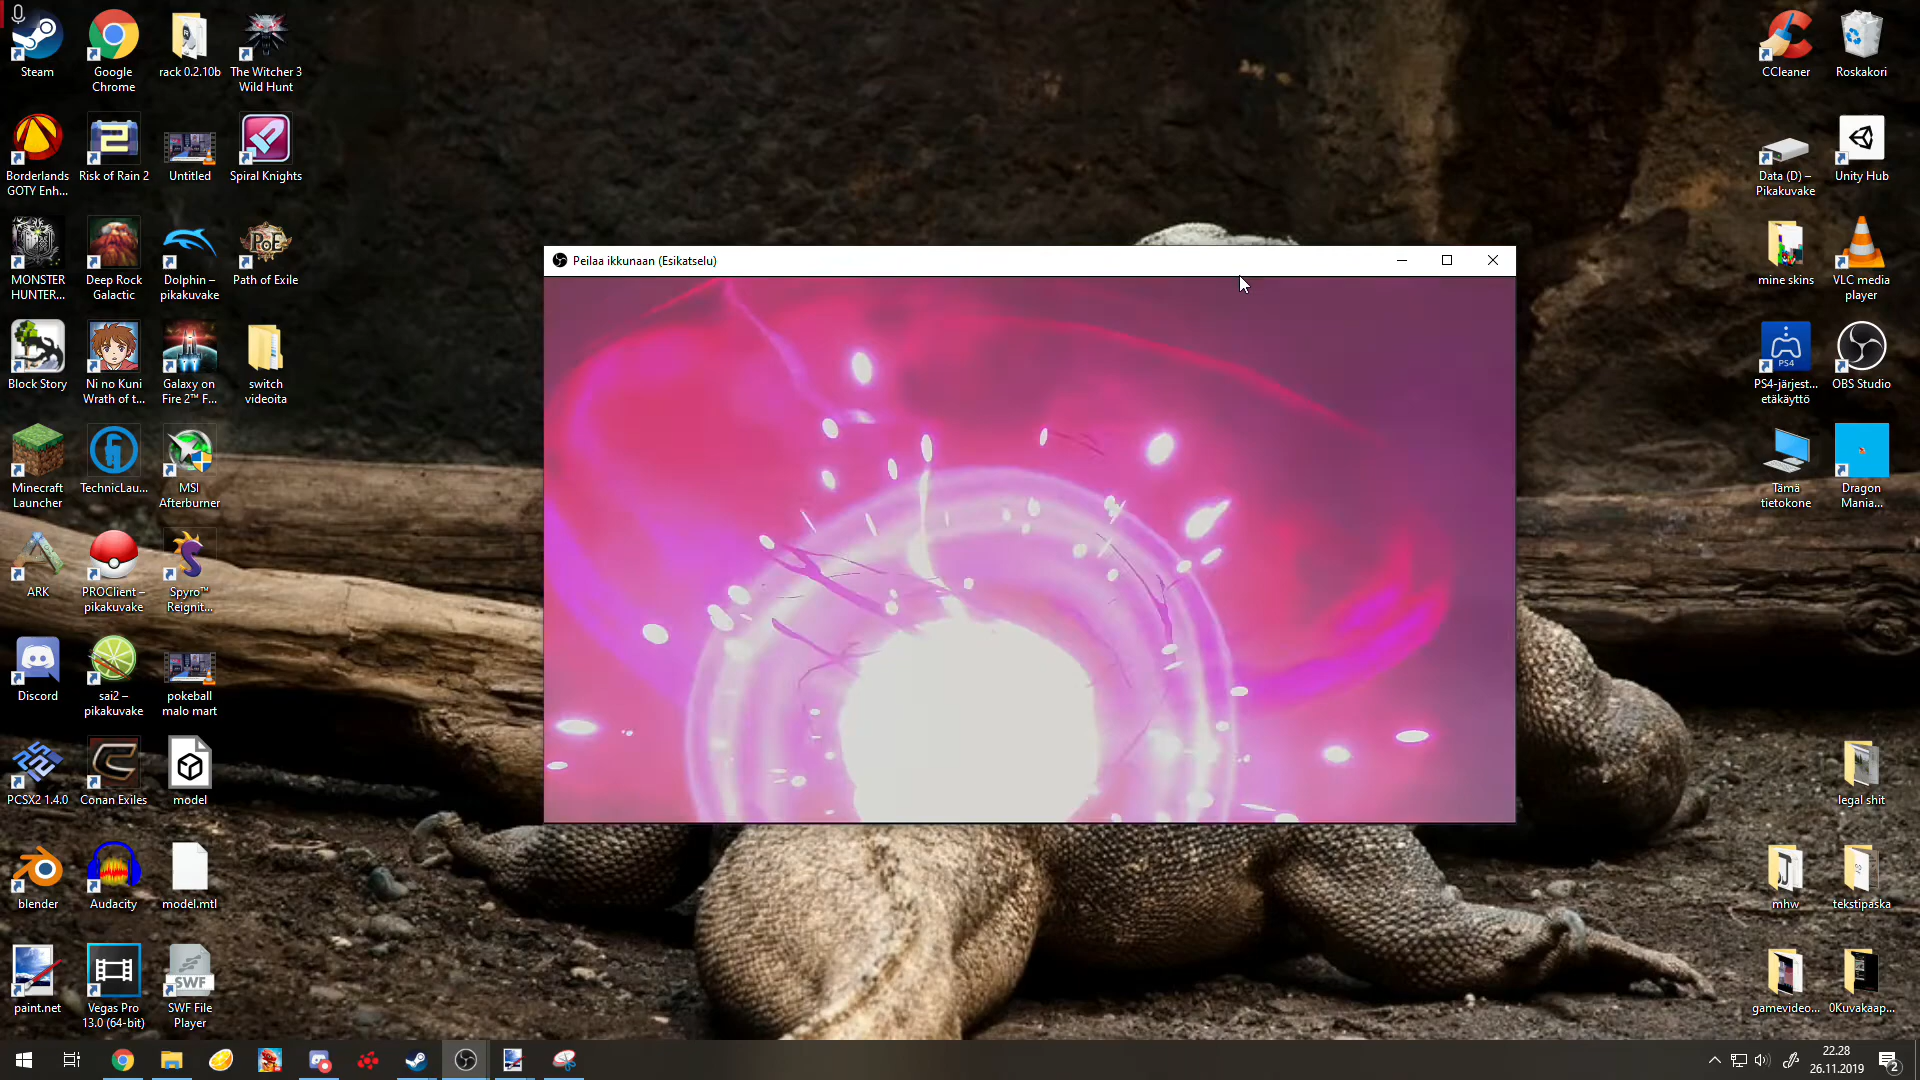 Steam
Google
Chrome
rack 0.2.10b
The Witcher 3
Wild Hunt
CCleaner
Roskakori
Borderlands
GOTY Enh...
Risk of Rain 2
Untitled
Spiral Knights
Data (D) –
Pikakuvake
Unity Hub
MONSTER
HUNTER...
Deep Rock
Galactic
Dolphin –
pikakuvake
PoE
Path of Exile
mine skins
VLC media
player
Peilaa ikkunaan (Esikatselu)
Block Story
Ni no Kuni
Wrath of t...
Galaxy on
Fire 2™ F...
switch
videoita
PS4
PS4-järjest...
etäkäyttö
OBS Studio
Minecraft
Launcher
TechnicLau...
MSI
Afterburner
Tämä
tietokone
Dragon
Mania...
ARK
PROClient –
pikakuvake
Spyro™
Reignit...
Discord
sai2 –
pikakuvake
pokeball
malo mart
PCSX2 1.4.0
Conan Exiles
model
legal shit
blender
Audacity
model.mtl
mhw
tekstipaska
paint.net
Vegas Pro
13.0 (64-bit)
SWF
SWF File
Player
gamevideo...
0Kuvakaap...
22.28
26.11.2019
2